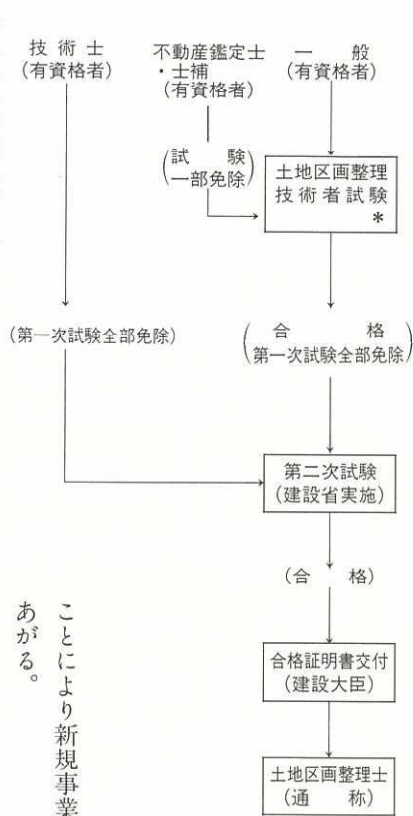 技術士
(有資格者)
不動産鑑定士
・士補
(有資格者)
一般
(有資格者)
(試験
一部免除)
土地区画整理
技術者試験
*
(第一次試験全部免除)
(合格
第一次試験全部免除)
第二次試験
(建設省実施)
(合格)
合格証明書交付
(建設大臣)
土地区画整理士
(通称)
ことにより新規事業
あがる。